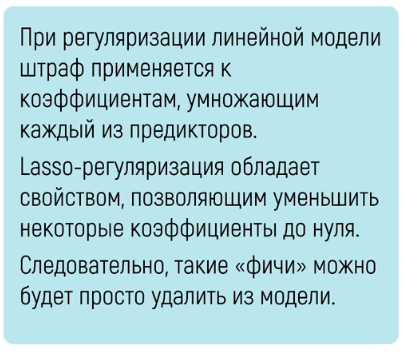 При регуляризации линейной модели
штраф применяется к
коэффициентам, умножающим
каждый из предикторов.
Lasso-регуляризация обладает
свойством, позволяющим уменьшить
некоторые коэффициенты до нуля.
Следовательно, такие «фичи» можно
будет просто удалить из модели.